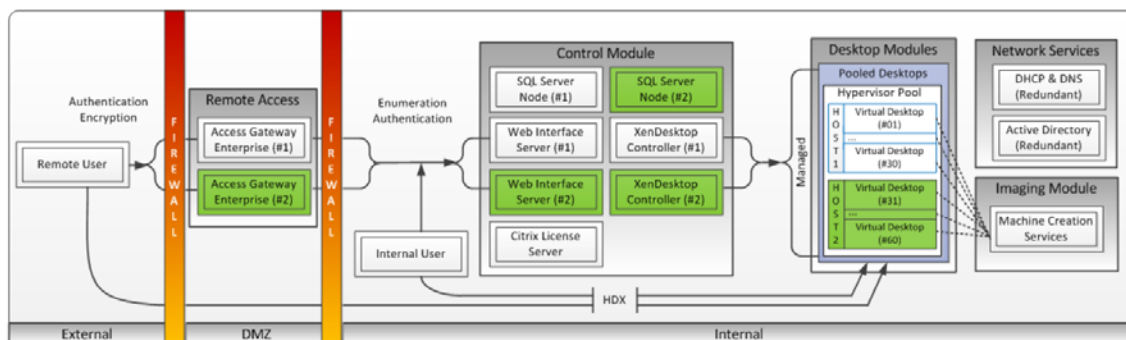 Authentication
Encryption
Remote User
FIREWALL
Remote Access
Access Gateway
Enterprise (#1)
Access Gateway
Enterprise (#2)
FIREWALL
Enumeration
Authentication
Internal User
Control Module
SQL Server
Node (#1)
SQL Server
Node (#2)
Web Interface
Server (#1)
XenDesktop
Controller (#1)
Web Interface
Server (#2)
XenDesktop
Controller (#2)
Citrix License
Server
HDX
Managed
Desktop Modules
Pooled Desktops
Hypervisor Pool
HOST1
Virtual Desktop
(#01)
...
Virtual Desktop
(#30)
HOST2
Virtual Desktop
(#31)
...
Virtual Desktop
(#60)
Network Services
DHCP & DNS
(Redundant)
Active Directory
(Redundant)
Imaging Module
Machine Creation
Services
External
DMZ
Internal